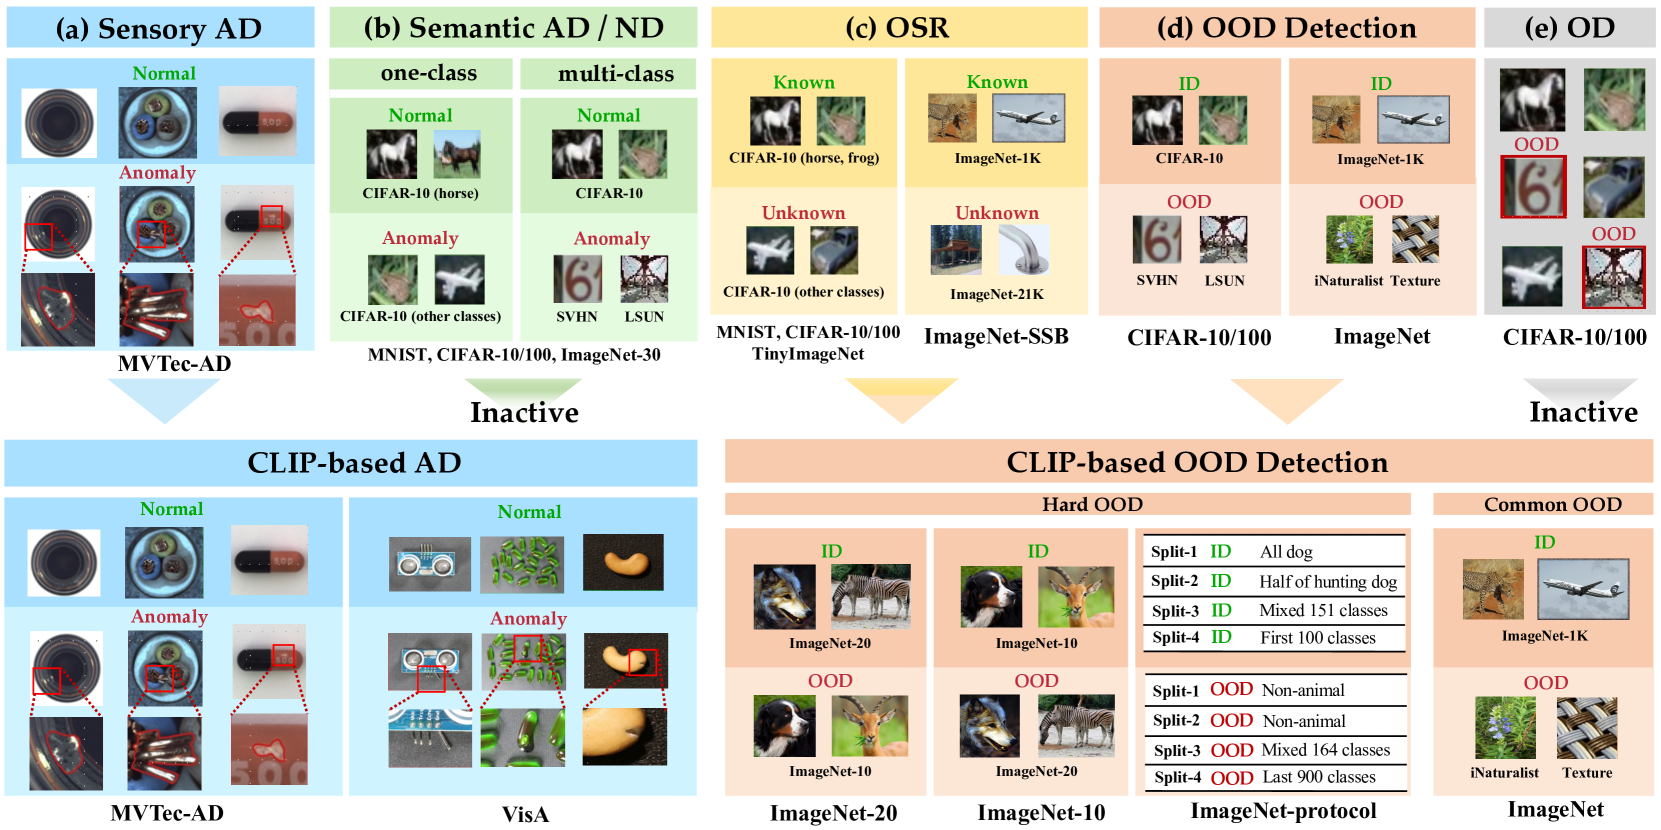 (a) Sensory AD
Normal
500
Anomaly
MVTec-AD
(b) Semantic AD / ND
one-class
Normal
CIFAR-10 (horse)
Anomaly
CIFAR-10 (other classes)
multi-class
Normal
CIFAR-10
Anomaly
SVHN LSUN
MNIST, CIFAR-10/100, ImageNet-30
Inactive
(c) OSR
Known
CIFAR-10 (horse, frog)
Unknown
CIFAR-10 (other classes)
MNIST, CIFAR-10/100
TinyImageNet
Known
ImageNet-1K
Unknown
ImageNet-21K
ImageNet-SSB
(d) OOD Detection
ID
CIFAR-10
OOD
SVHN LSUN
CIFAR-10/100
ID
ImageNet-1K
OOD
iNaturalist Texture
ImageNet
(e) OD
OOD
OOD
CIFAR-10/100
Inactive
CLIP-based AD
Normal
500
Anomaly
MVTec-AD
Normal
Anomaly
VisA
CLIP-based OOD Detection
Hard OOD
ID
ImageNet-20
OOD
ImageNet-10
ImageNet-20
ID
ImageNet-10
OOD
ImageNet-20
ImageNet-10
Split-1 ID All dog
Split-2 ID Half of hunting dog
Split-3 ID Mixed 151 classes
Split-4 ID First 100 classes
Split-1 OOD Non-animal
Split-2 OOD Non-animal
Split-3 OOD Mixed 164 classes
Split-4 OOD Last 900 classes
ImageNet-protocol
Common OOD
ID
ImageNet-1K
OOD
iNaturalist Texture
ImageNet